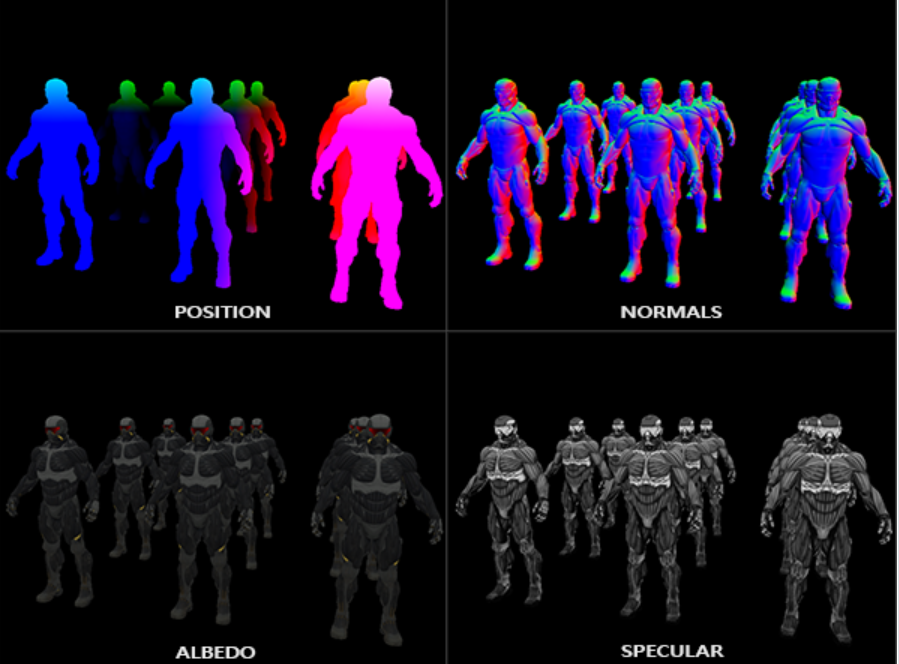 POSITION
NORMALS
ALBEDO
SPECULAR